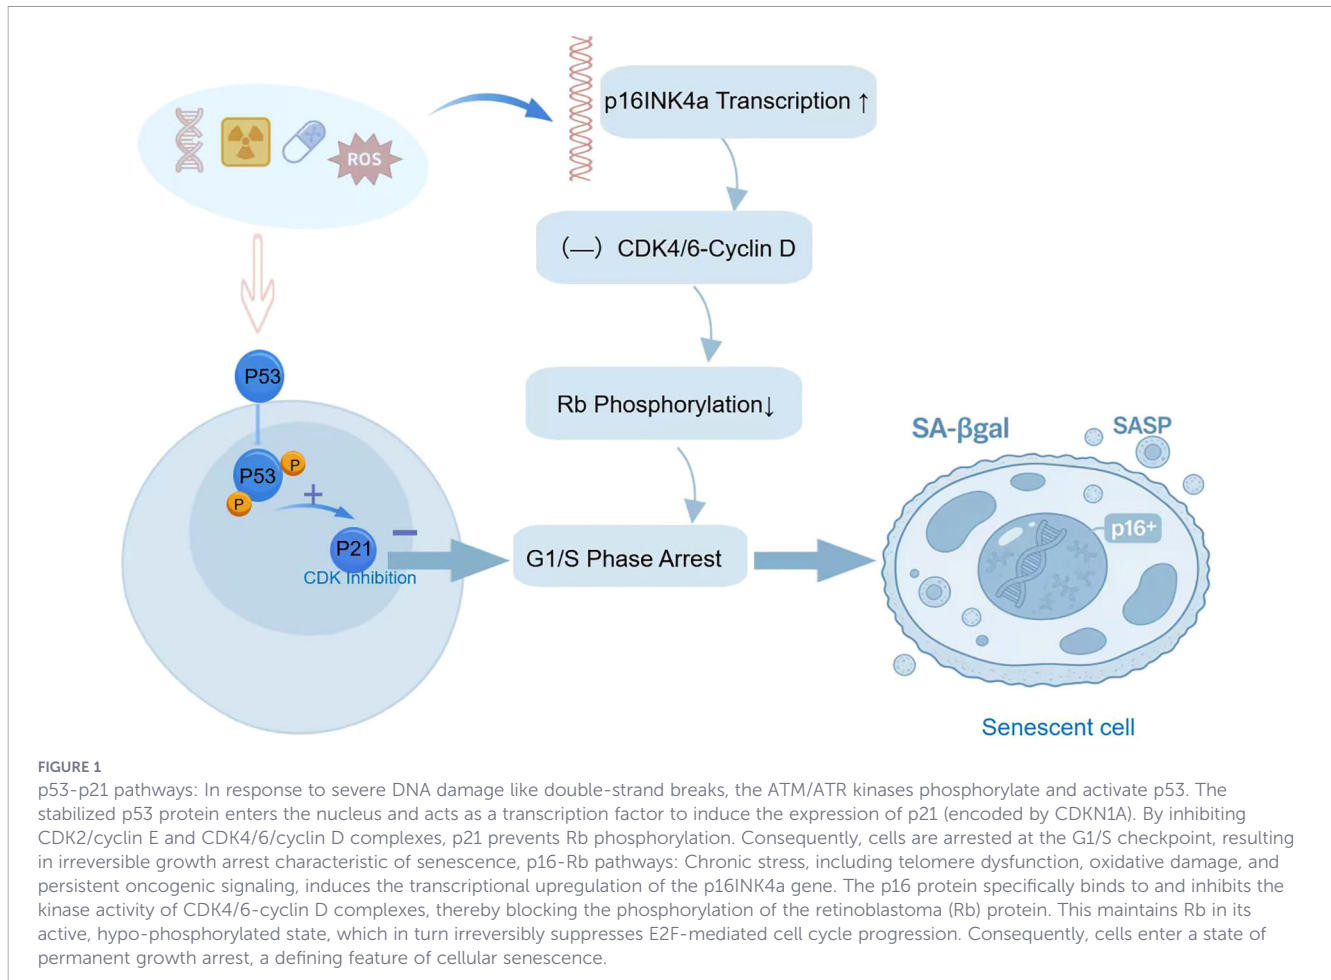 p16INK4a Transcription ↑
ROS
(—) CDK4/6-Cyclin D
P53
Rb Phosphorylation↓
SA-βgal
SASP
P53
P
P
+
p16+
P21
—
CDK Inhibition
G1/S Phase Arrest
Senescent cell
FIGURE 1
p53-p21 pathways: In response to severe DNA damage like double-strand breaks, the ATM/ATR kinases phosphorylate and activate p53. The
stabilized p53 protein enters the nucleus and acts as a transcription factor to induce the expression of p21 (encoded by CDKN1A). By inhibiting
CDK2/cyclin E and CDK4/6/cyclin D complexes, p21 prevents Rb phosphorylation. Consequently, cells are arrested at the G1/S checkpoint, resulting
in irreversible growth arrest characteristic of senescence, p16-Rb pathways: Chronic stress, including telomere dysfunction, oxidative damage, and
persistent oncogenic signaling, induces the transcriptional upregulation of the p16INK4a gene. The p16 protein specifically binds to and inhibits the
kinase activity of CDK4/6-cyclin D complexes, thereby blocking the phosphorylation of the retinoblastoma (Rb) protein. This maintains Rb in its
active, hypo-phosphorylated state, which in turn irreversibly suppresses E2F-mediated cell cycle progression. Consequently, cells enter a state of
permanent growth arrest, a defining feature of cellular senescence.